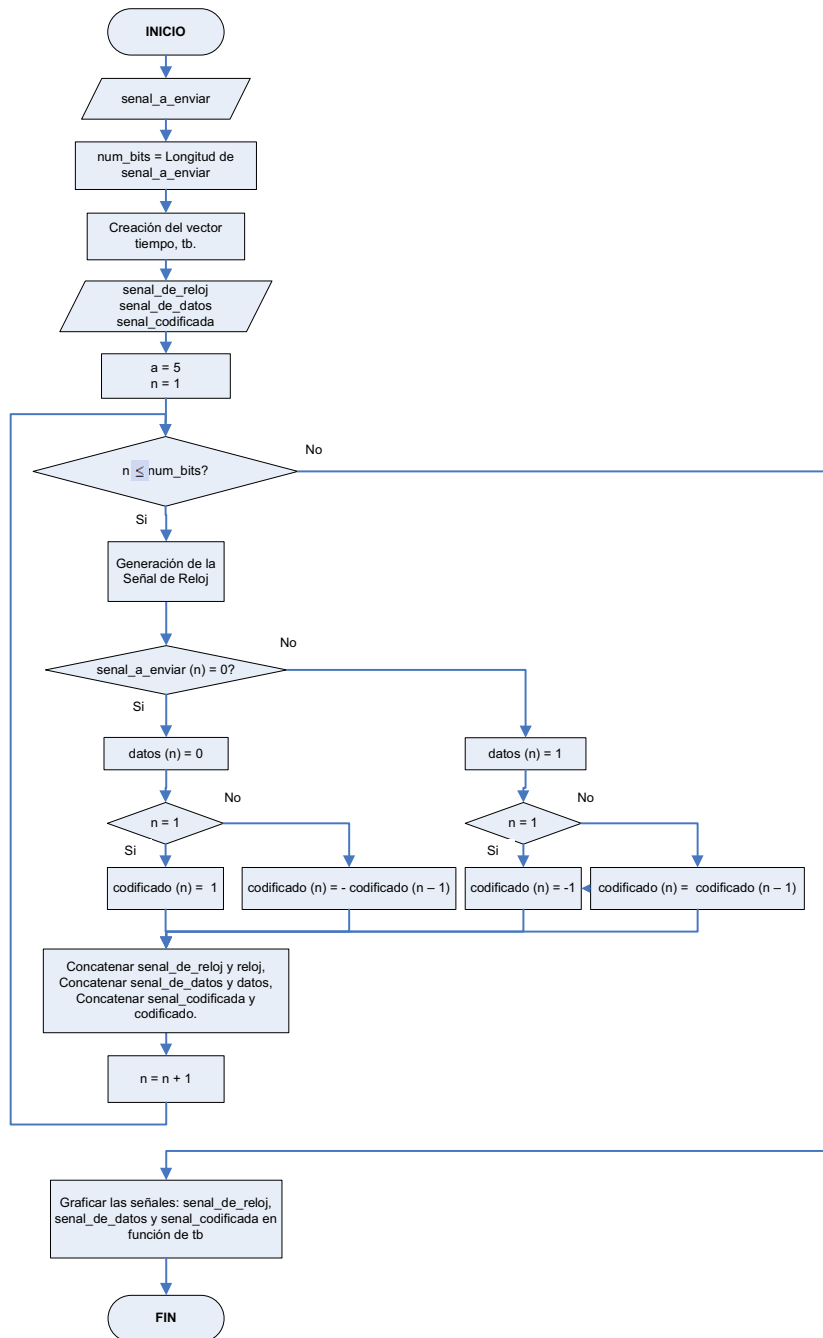 INICIO
senal_a_enviar
num_bits = Longitud de
senal_a_enviar
Creación del vector
tiempo, tb.
senal_de_reloj
senal_de_datos
senal_codificada
a = 5
n = 1
No
n ≤ num_bits?
Si
Generación de la
Señal de Reloj
No
senal_a_enviar (n) = 0?
Si
datos (n) = 0
datos (n) = 1
No
No
n = 1
n = 1
Si
Si
codificado (n) = 1
codificado (n) = - codificado (n – 1)
codificado (n) = -1
codificado (n) = codificado (n – 1)
Concatenar senal_de_reloj y reloj,
Concatenar senal_de_datos y datos,
Concatenar senal_codificada y
codificado.
n = n + 1
Graficar las señales: senal_de_reloj,
senal_de_datos y senal_codificada en
función de tb
FIN